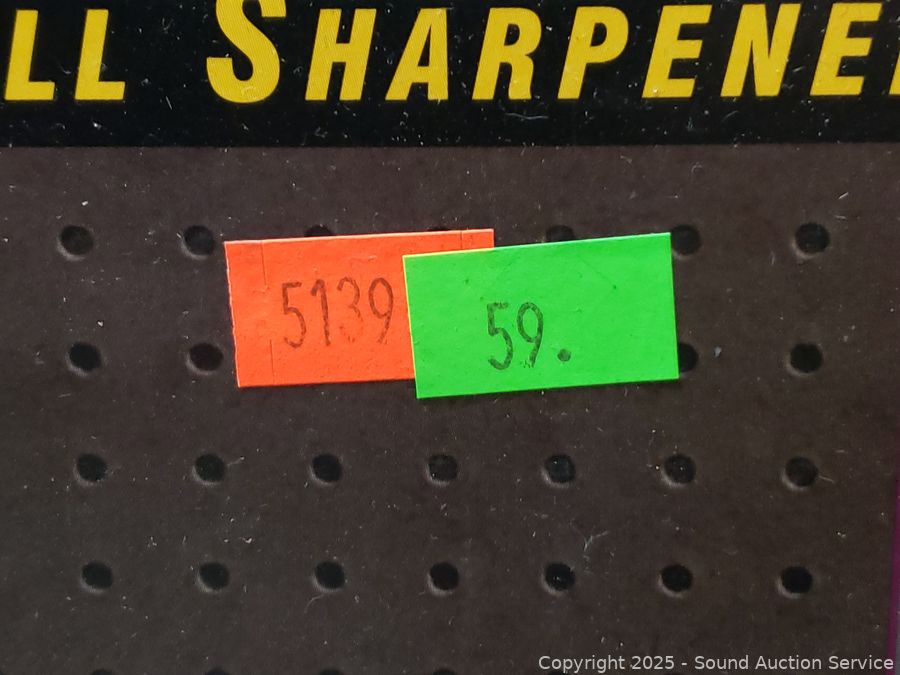 LL SHARPENE
5139
59.
Copyright 2025 - Sound Auction Service